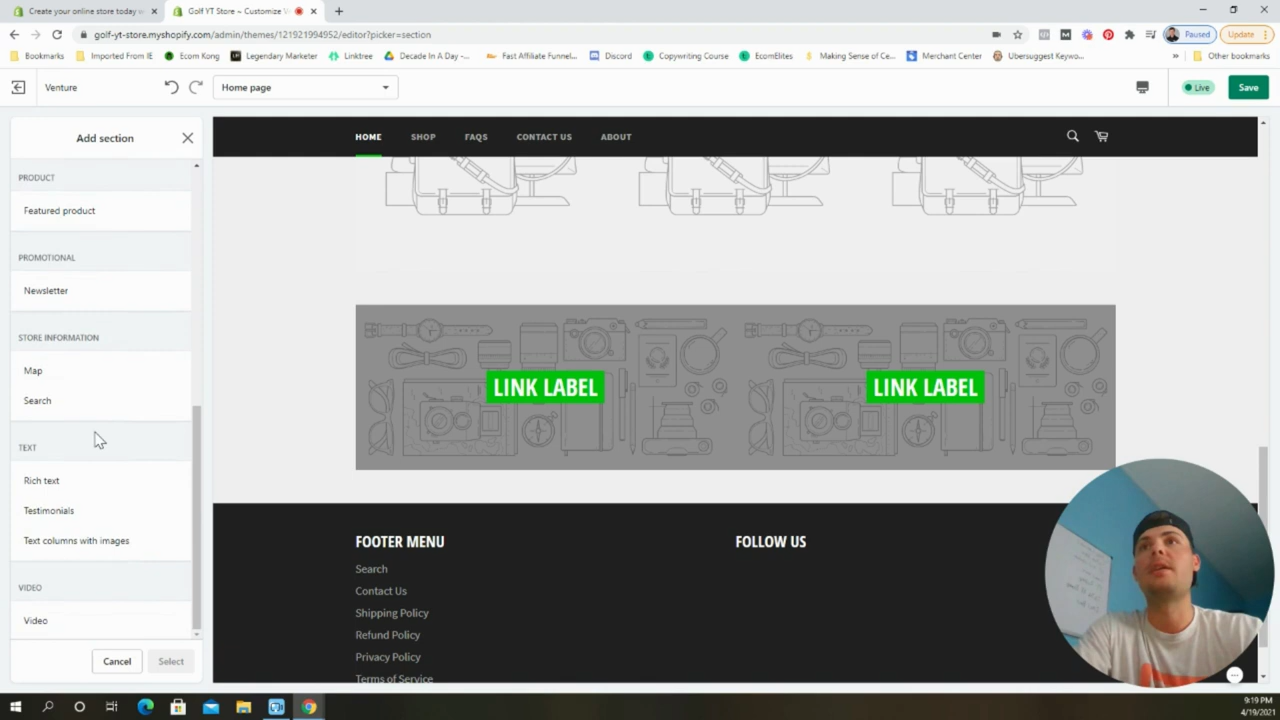 Create your online store today w
Golf YT Store ~ Customize V
golf-yt-store.myshopify.com/admin/themes/121921994952/editor?picker=section
Paused
Update
Bookmarks
Imported From IE
Ecom Kong
Legendary Marketer
Linktree
Decade In A Day -...
Fast Affiliate Funnel...
Discord
Copywriting Course
EcomElites
Making Sense of Ce...
Merchant Center
Ubersuggest Keywo...
»
Other bookmarks
Venture
Home page
Live
Save
Add section
PRODUCT
Featured product
PROMOTIONAL
Newsletter
STORE INFORMATION
Map
Search
TEXT
Rich text
Testimonials
Text columns with images
VIDEO
Video
Cancel
Select
HOME
SHOP
FAQS
CONTACT US
ABOUT
LINK LABEL
LINK LABEL
FOOTER MENU
Search
Contact Us
Shipping Policy
Refund Policy
Privacy Policy
Terms of Service
FOLLOW US
9:19 PM
4/19/2021